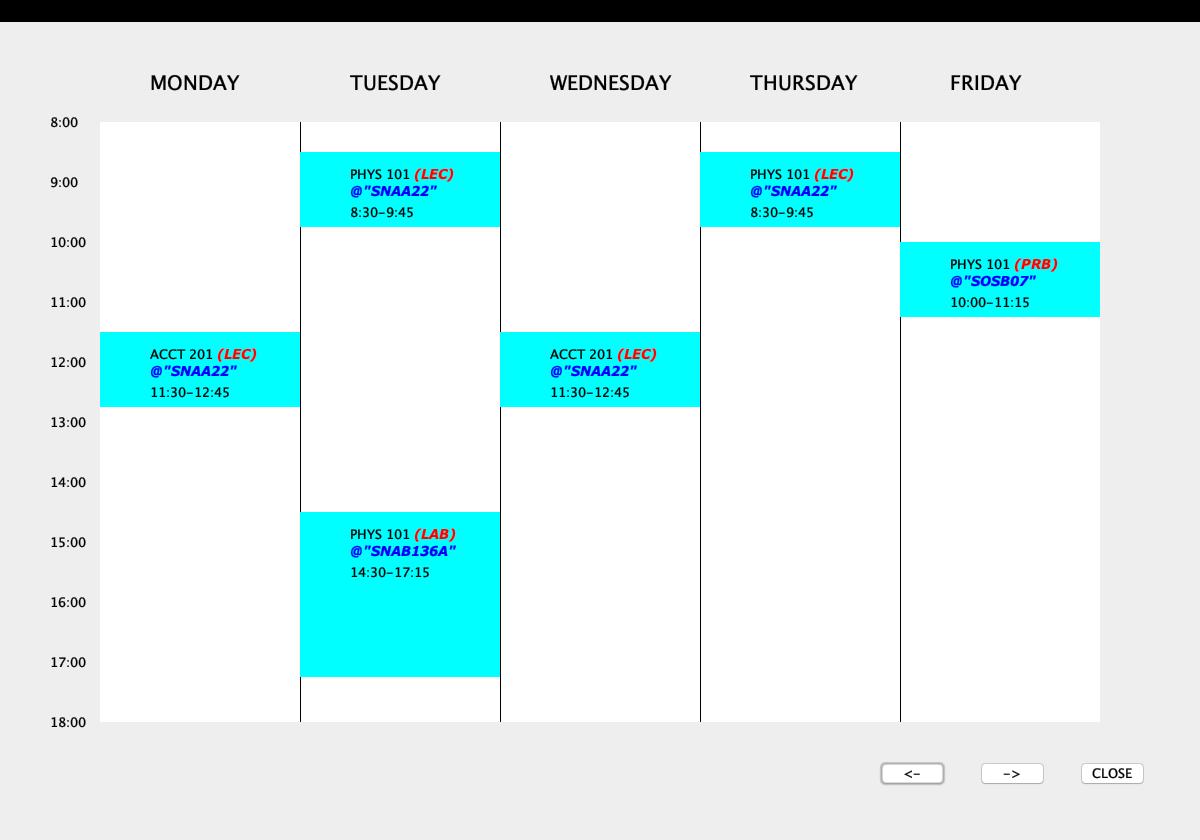 MONDAY TUESDAY WEDNESDAY THURSDAY FRIDAY
8:00
PHYS 101 (LEC)
@"SNAA22"
8:30-9:45
PHYS 101 (LEC)
@"SNAA22"
8:30-9:45
9:00
10:00
PHYS 101 (PRB)
@"SOSB07"
10:00-11:15
11:00
ACCT 201 (LEC)
@"SNAA22"
11:30-12:45
ACCT 201 (LEC)
@"SNAA22"
11:30-12:45
12:00
13:00
14:00
PHYS 101 (LAB)
@"SNAB136A"
14:30-17:15
15:00
16:00
17:00
18:00
<- -> CLOSE